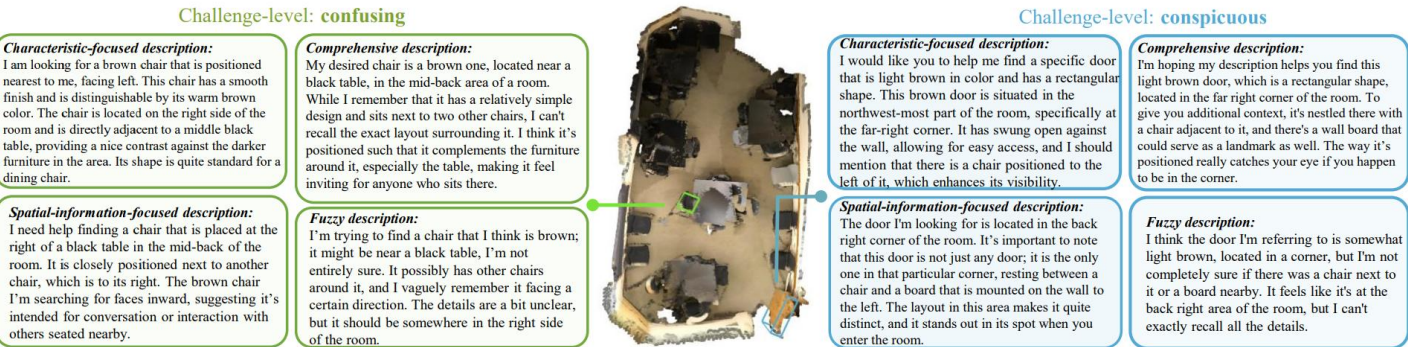 Challenge-level: confusing
Characteristic-focused description:
I am looking for a brown chair that is positioned
nearest to me, facing left. This chair has a smooth
finish and is distinguishable by its warm brown
color. The chair is located on the right side of the
room and is directly adjacent to a middle black
table, providing a nice contrast against the darker
furniture in the area. Its shape is quite standard for a
dining chair.
Comprehensive description:
My desired chair is a brown one, located near a
black table, in the mid-back area of a room.
While I remember that it has a relatively simple
design and sits next to two other chairs, I can't
recall the exact layout surrounding it. I think it's
positioned such that it complements the furniture
around it, especially the table, making it feel
inviting for anyone who sits there.
Spatial-information-focused description:
I need help finding a chair that is placed at the
right of a black table in the mid-back of the
room. It is closely positioned next to another
chair, which is to its right. The brown chair
I'm searching for faces inward, suggesting it's
intended for conversation or interaction with
others seated nearby.
Fuzzy description:
I'm trying to find a chair that I think is brown;
it might be near a black table, I'm not
entirely sure. It possibly has other chairs
around it, and I vaguely remember it facing a
certain direction. The details are a bit unclear,
but it should be somewhere in the right side
of the room.
Challenge-level: conspicuous
Characteristic-focused description:
I would like you to help me find a specific door
that is light brown in color and has a rectangular
shape. This brown door is situated in the
northwest-most part of the room, specifically at
the far-right corner. It has swung open against
the wall, allowing for easy access, and I should
mention that there is a chair positioned to the
left of it, which enhances its visibility.
Comprehensive description:
I'm hoping my description helps you find this
light brown door, which is a rectangular shape,
located in the far right corner of the room. To
give you additional context, it's nestled there with
a chair adjacent to it, and there's a wall board that
could serve as a landmark as well. The way it's
positioned really catches your eye if you happen
to be in the corner.
Spatial-information-focused description:
The door I'm looking for is located in the back
right corner of the room. It's important to note
that this door is not just any door; it is the only
one in that particular corner, resting between a
chair and a board that is mounted on the wall to
the left. The layout in this area makes it quite
distinct, and it stands out in its spot when you
enter the room.
Fuzzy description:
I think the door I'm referring to is somewhat
light brown, located in a corner, but I'm not
completely sure if there was a chair next to
it or a board nearby. It feels like it's at the
back right area of the room, but I can't
exactly recall all the details.